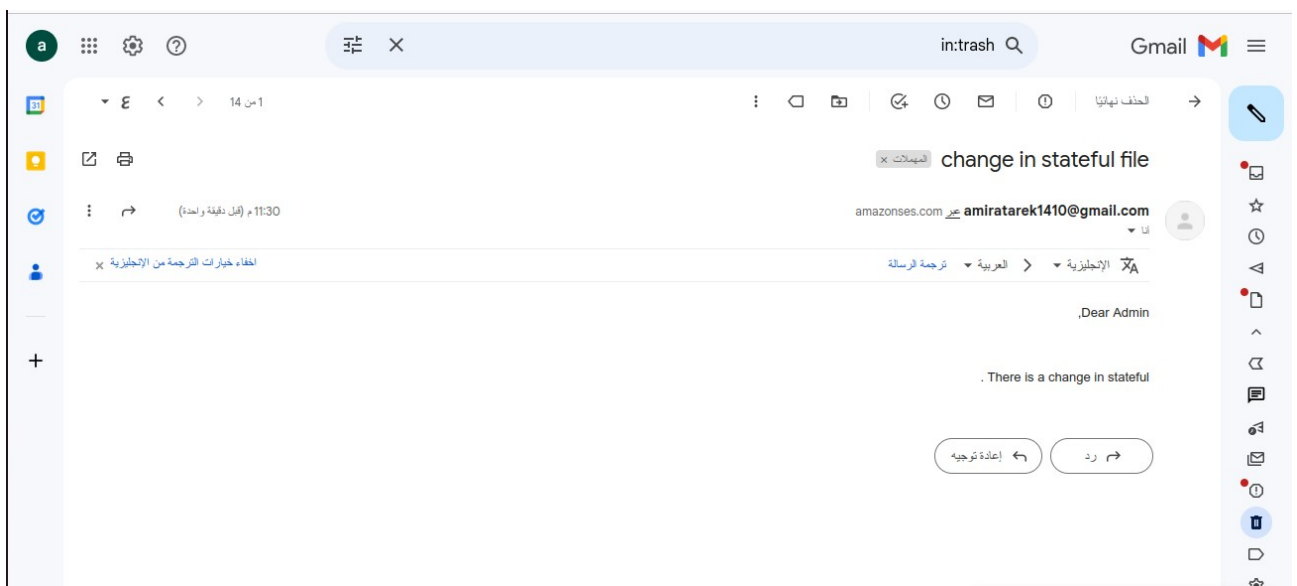 Gmail
in:trash
a
الحذف نهائيًا
1 من 14
ع
31
change in stateful file
المهملات ×
amiratarek1410@gmail.com عبر amazonses.com
11:30 م (قبل دقيقة واحدة)
أنا
الإنجليزية
العربية
ترجمة الرسالة
اخفاء خيارات الترجمة من الإنجليزية ×
,Dear Admin
. There is a change in stateful
رد
إعادة توجيه